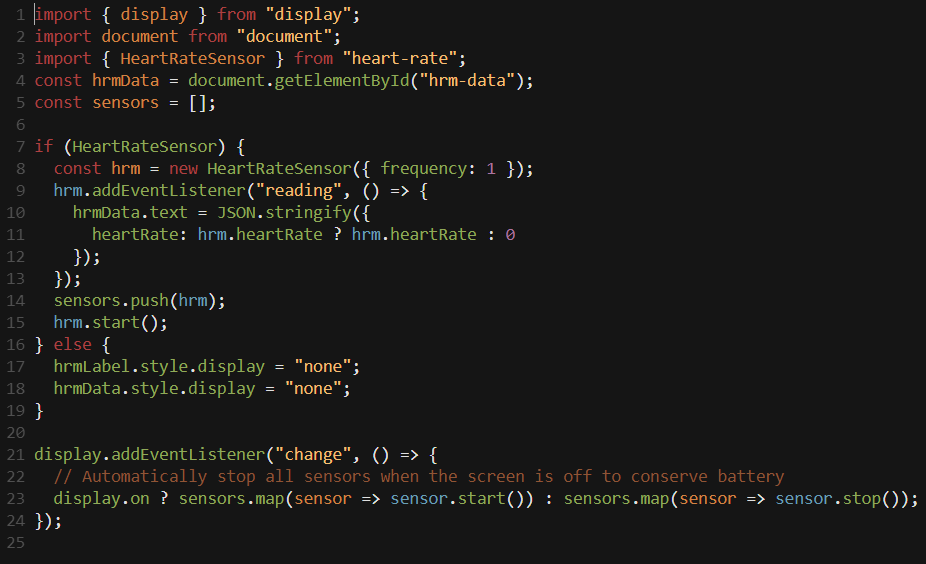 1 import { display } from "display";
2 import document from "document";
3 import { HeartRateSensor } from "heart-rate";
4 const hrmData = document.getElementById("hrm-data");
5 const sensors = [];
6
7 if (HeartRateSensor) {
8   const hrm = new HeartRateSensor({ frequency: 1 });
9   hrm.addEventListener("reading", () => {
10     hrmData.text = JSON.stringify({
11       heartRate: hrm.heartRate ? hrm.heartRate : 0
12     });
13   });
14   sensors.push(hrm);
15   hrm.start();
16 } else {
17   hrmLabel.style.display = "none";
18   hrmData.style.display = "none";
19 }
20
21 display.addEventListener("change", () => {
22   // Automatically stop all sensors when the screen is off to conserve battery
23   display.on ? sensors.map(sensor => sensor.start()) : sensors.map(sensor => sensor.stop());
24 });
25